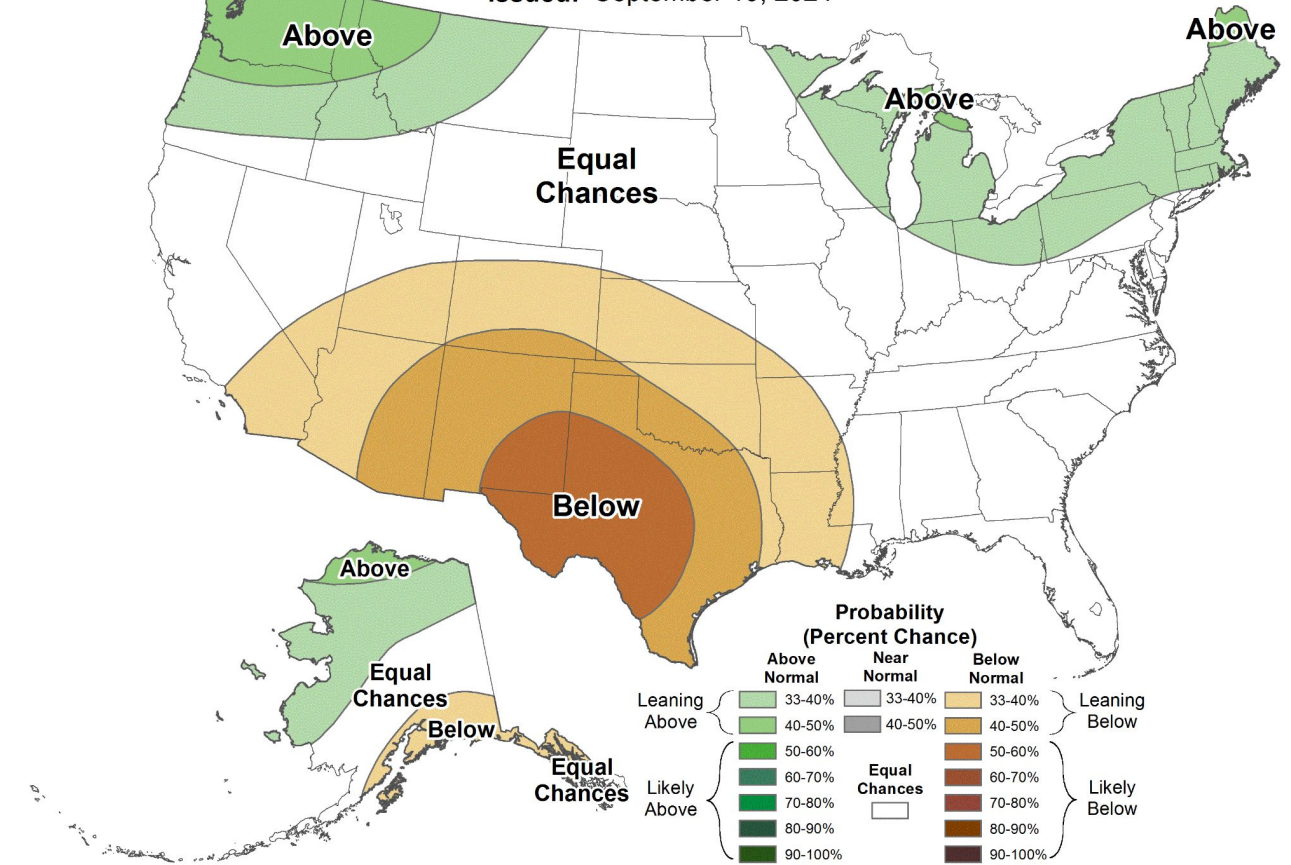 Above
Above
Above
Equal
Chances
Below
Above
Equal
Chances
Below
Equal
Chances
Probability
(Percent Chance)
Above
Normal
Near
Normal
Below
Normal
Leaning
Above
33-40%
33-40%
33-40%
Leaning
Below
40-50%
40-50%
40-50%
Likely
Above
50-60%
60-70%
70-80%
80-90%
90-100%
Equal
Chances
50-60%
60-70%
70-80%
80-90%
90-100%
Likely
Below